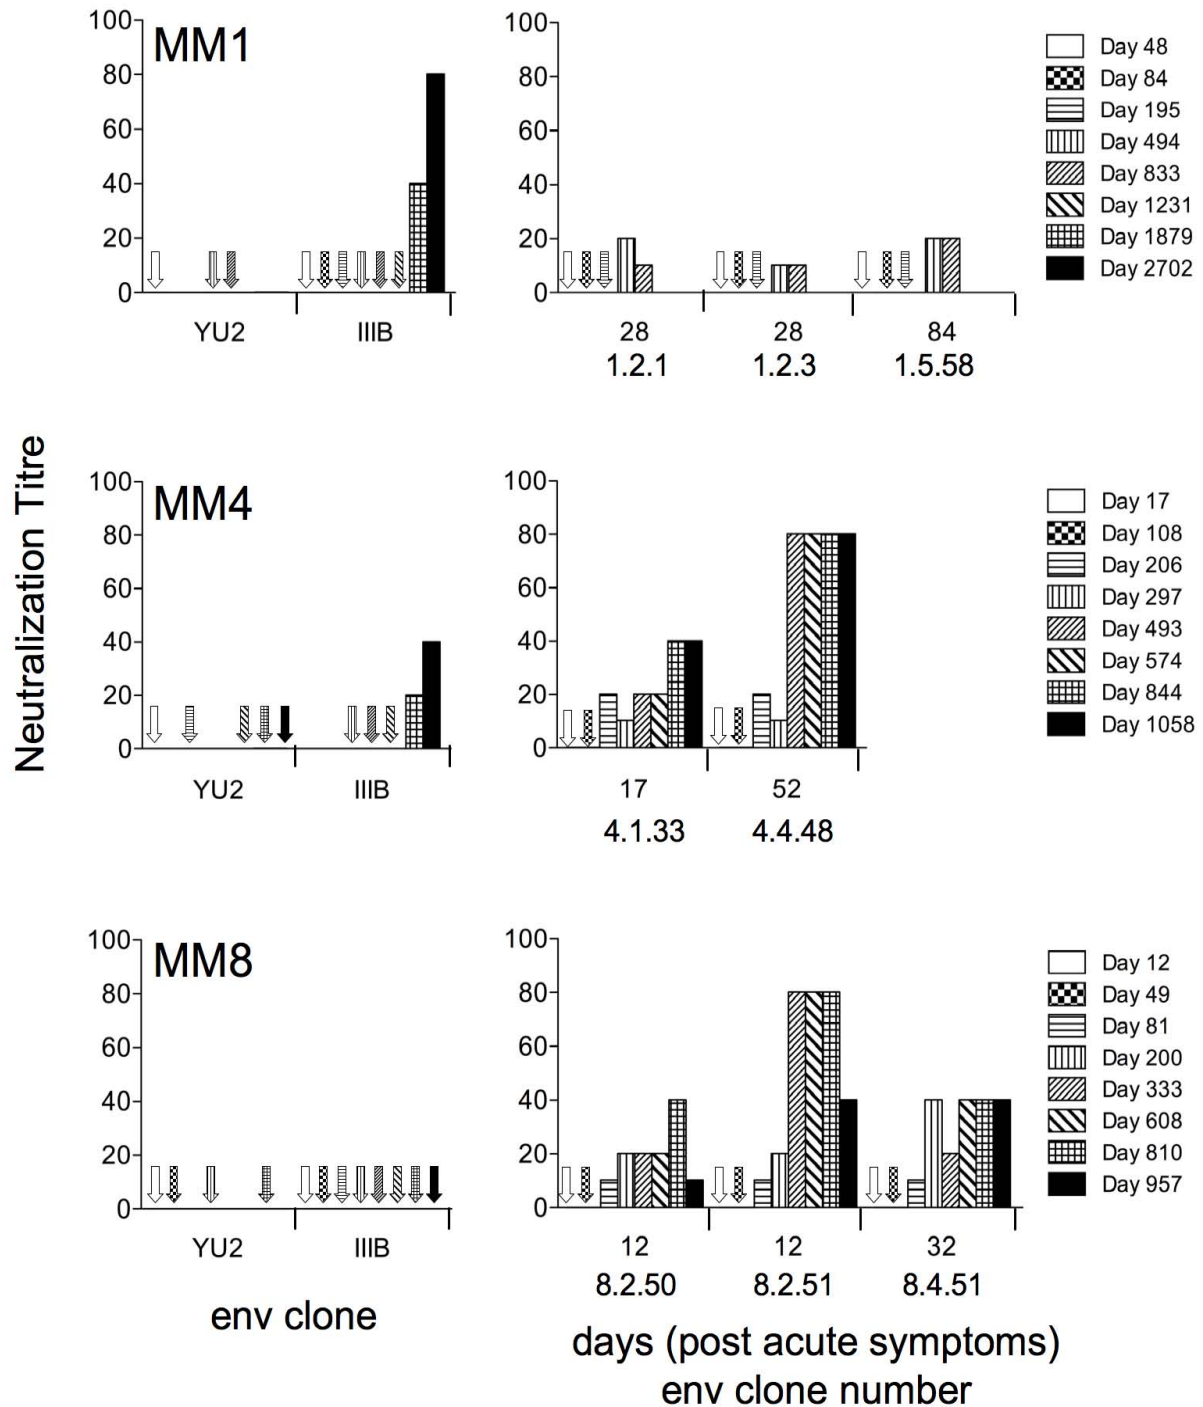 Neutralization Titre
MM1
100
80
60
40
20
0
YU2 IIIB
100
80
60
40
20
0
28 28 84
1.2.1 1.2.3 1.5.58
Day 48
Day 84
Day 195
Day 494
Day 833
Day 1231
Day 1879
Day 2702
MM4
100
80
60
40
20
0
YU2 IIIB
100
80
60
40
20
0
17 52
4.1.33 4.4.48
Day 17
Day 108
Day 206
Day 297
Day 493
Day 574
Day 844
Day 1058
MM8
100
80
60
40
20
0
YU2 IIIB
env clone
100
80
60
40
20
0
12 12 32
8.2.50 8.2.51 8.4.51
days (post acute symptoms)
env clone number
Day 12
Day 49
Day 81
Day 200
Day 333
Day 608
Day 810
Day 957